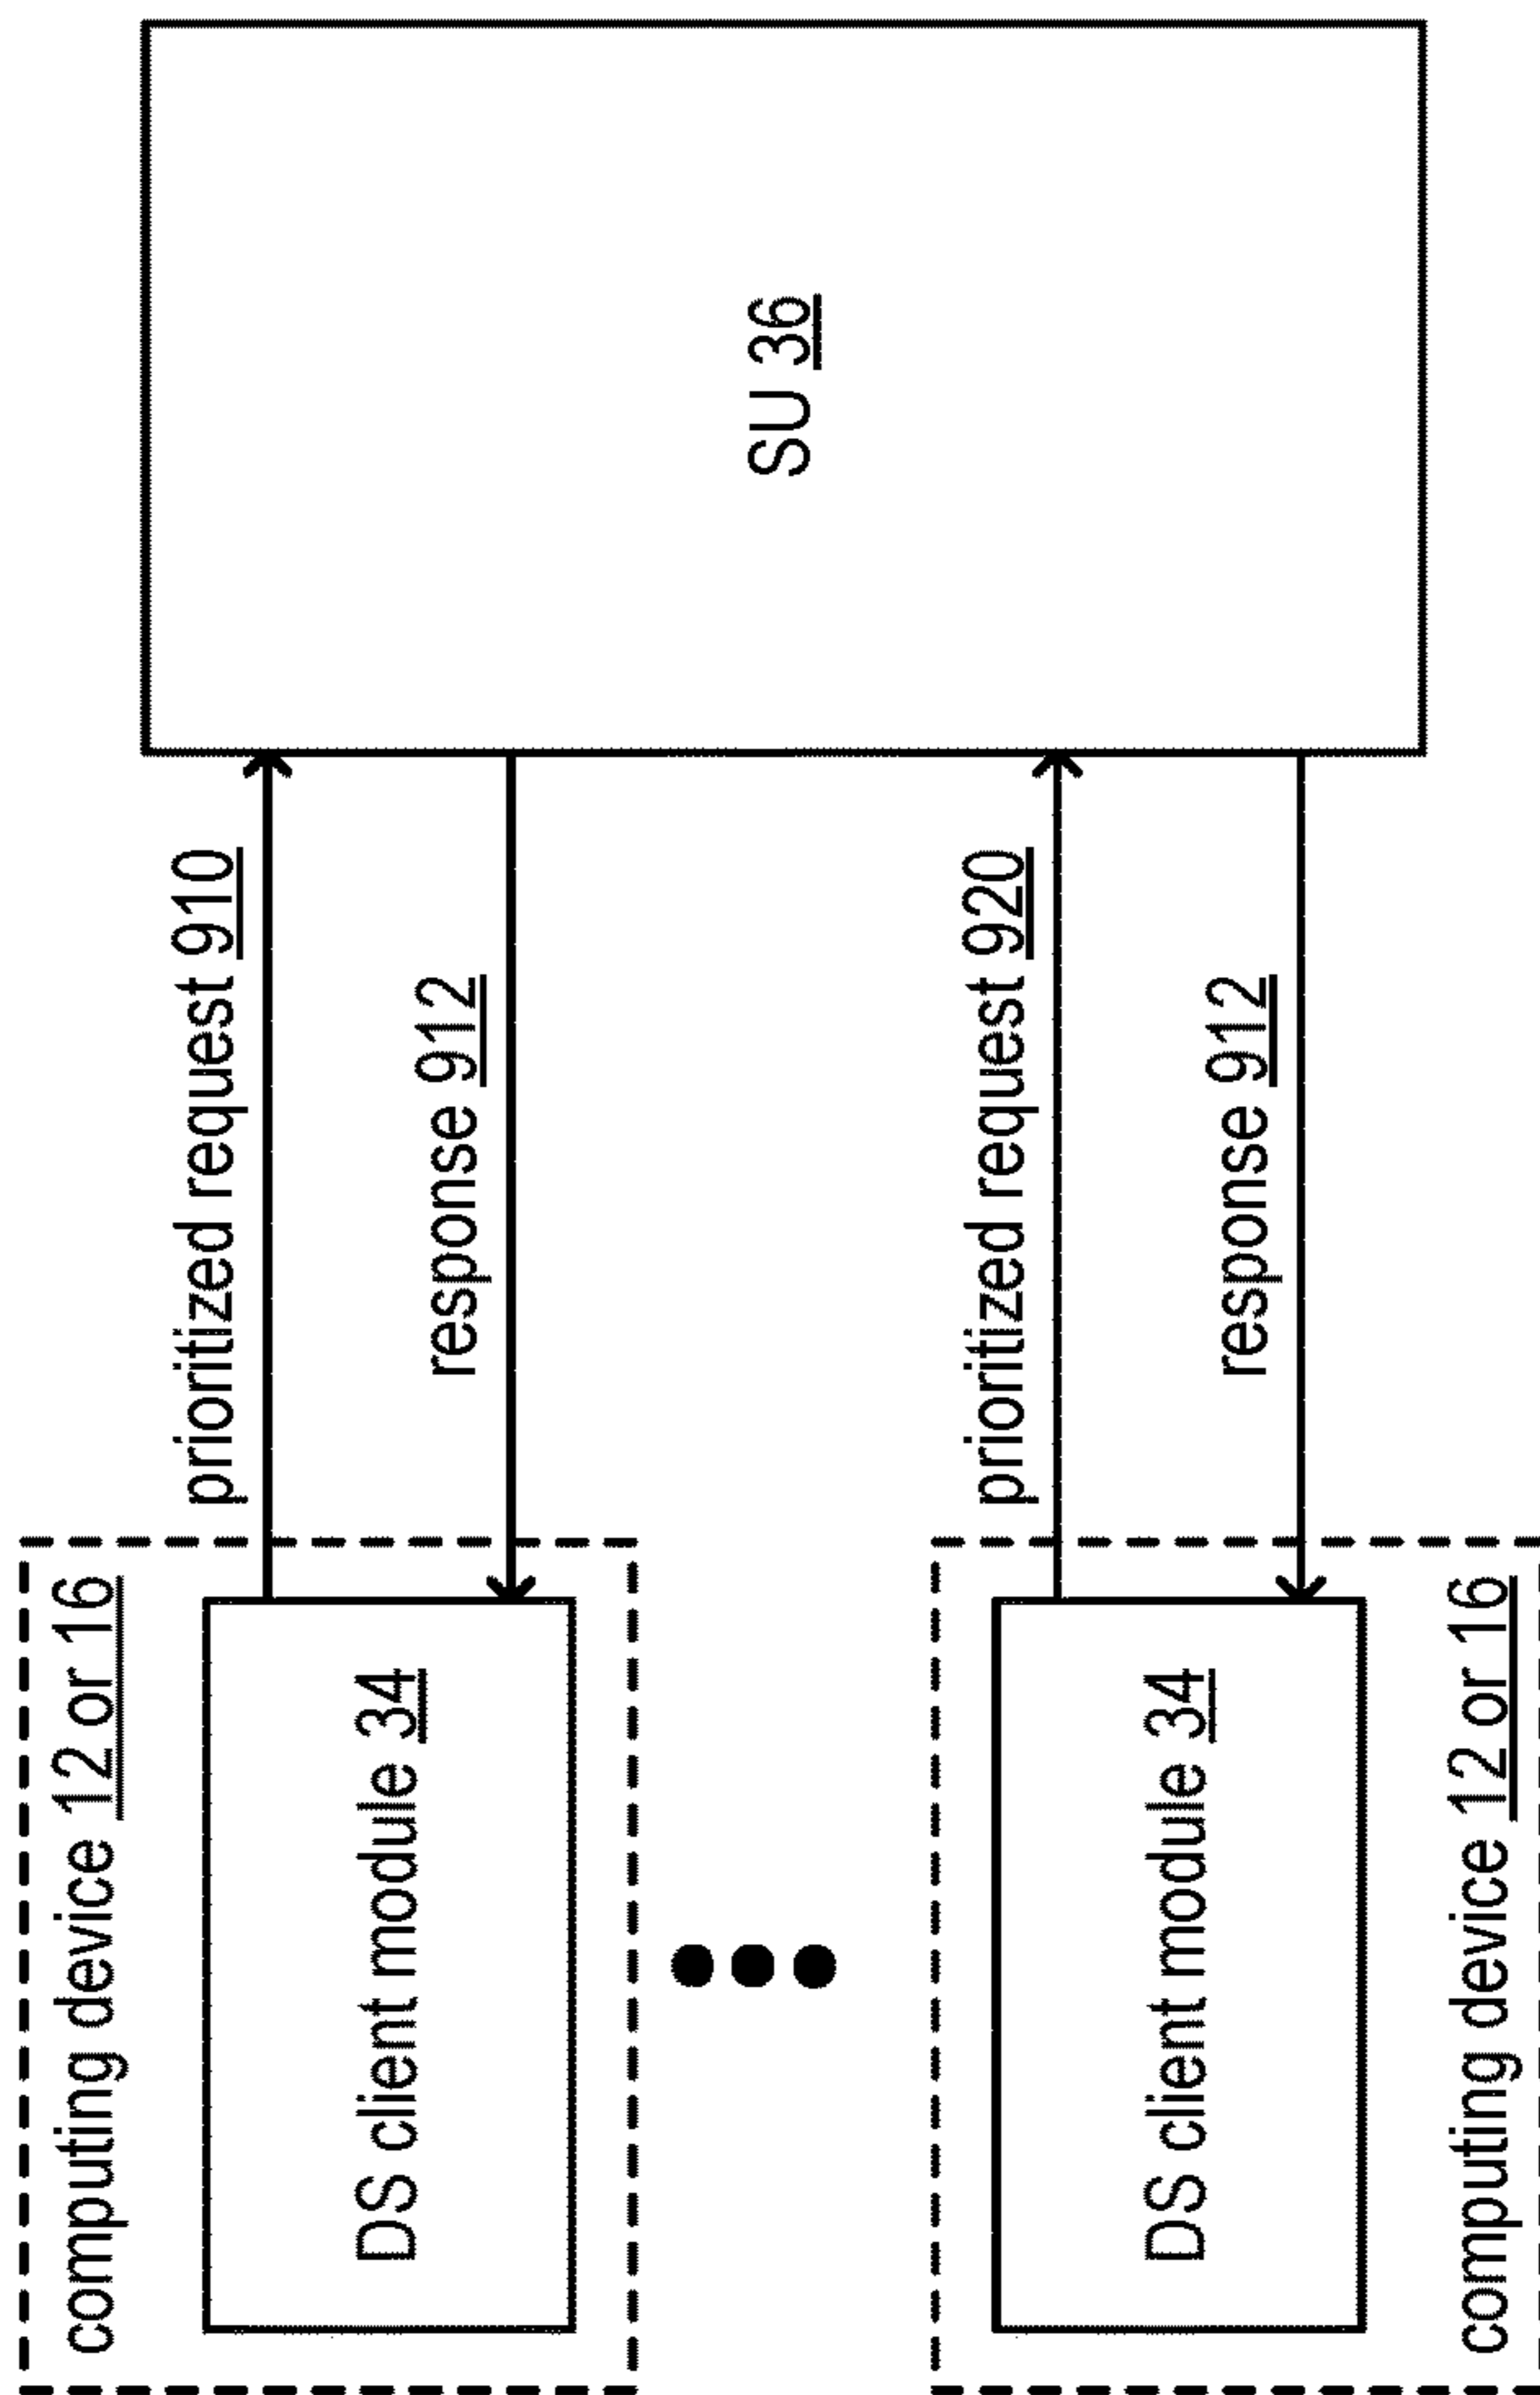 computing device 12 or 16
DS client module 34
prioritized request 910
response 912
SU 36
prioritized request 920
response 912
DS client module 34
computing device 12 or 16